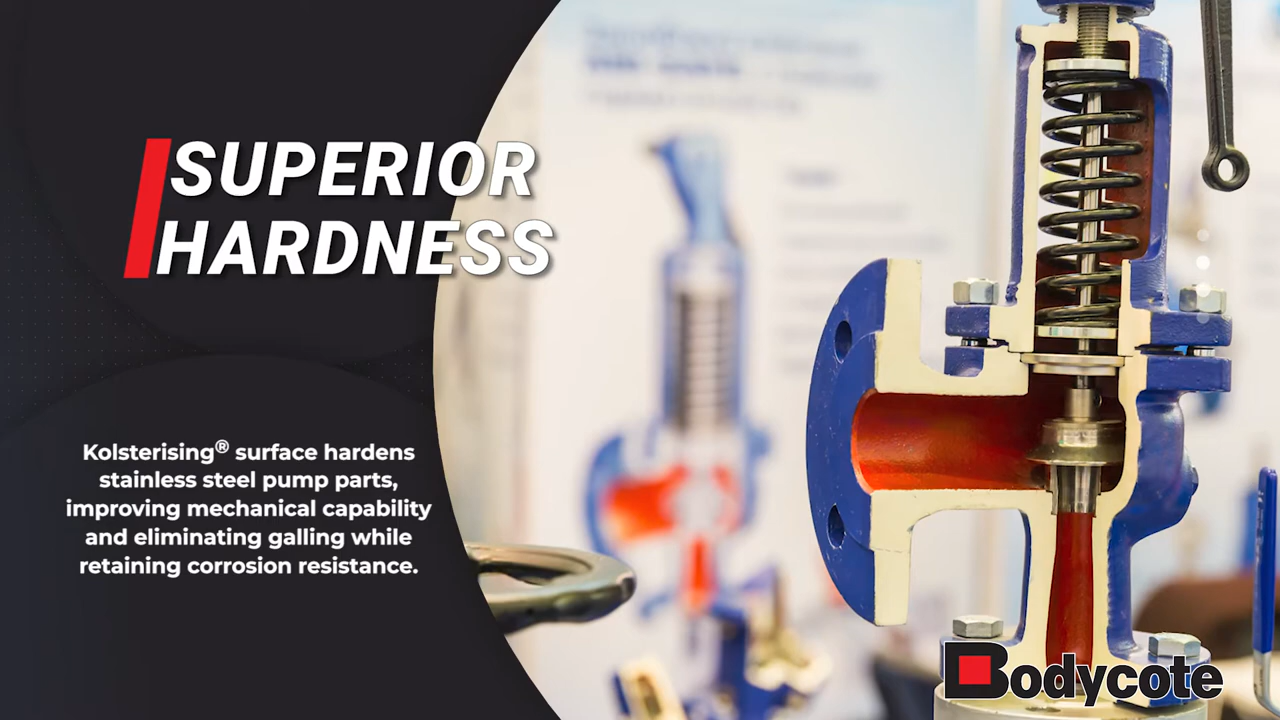 SUPERIOR
HARDNESS
Kolsterising® surface hardens
stainless steel pump parts,
improving mechanical capability
and eliminating galling while
retaining corrosion resistance.
Bodycote